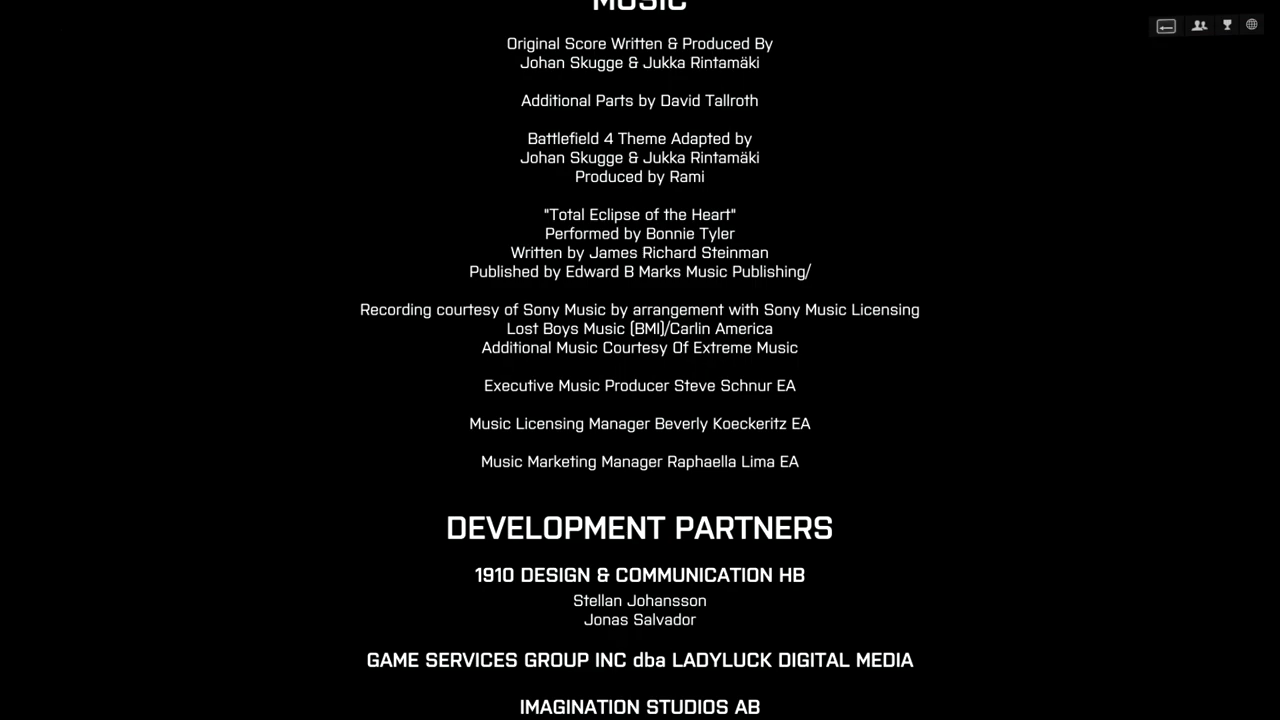 MUSIC
Original Score Written & Produced By
Johan Skugge & Jukka Rintamäki
Additional Parts by David Tallroth
Battlefield 4 Theme Adapted by
Johan Skugge & Jukka Rintamäki
Produced by Rami
"Total Eclipse of the Heart"
Performed by Bonnie Tyler
Written by James Richard Steinman
Published by Edward B Marks Music Publishing/
Recording courtesy of Sony Music by arrangement with Sony Music Licensing
Lost Boys Music (BMI)/Carlin America
Additional Music Courtesy Of Extreme Music
Executive Music Producer Steve Schnur EA
Music Licensing Manager Beverly Koeckeritz EA
Music Marketing Manager Raphaella Lima EA
DEVELOPMENT PARTNERS
1910 DESIGN & COMMUNICATION HB
Stellan Johansson
Jonas Salvador
GAME SERVICES GROUP INC dba LADYLUCK DIGITAL MEDIA
IMAGINATION STUDIOS AB